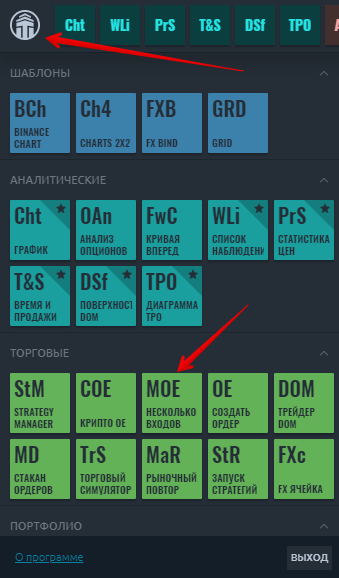 Cht WLi PrS T&S DSf TPO
ШАБЛОНЫ
BCh Ch4 FXB GRD
BINANCE CHART CHARTS 2X2 FX BIND GRID
АНАЛИТИЧЕСКИЕ
Cht OAn FwC WLi PrS
ГРАФИК АНАЛИЗ ОПЦИОНОВ КРИВАЯ ВПЕРЕД СПИСОК НАБЛЮДЕНИ СТАТИСТИКА ЦЕН
T&S DSf TPO
ВРЕМЯ И ПРОДАЖИ ПОВЕРХНОСТ DOM ДИАГРАММА TPO
ТОРГОВЫЕ
StM COE MOE OE DOM
STRATEGY MANAGER КРИПТО OE НЕСКОЛЬКО ВХОДОВ СОЗДАТЬ ОРДЕР ТРЕЙДЕР DOM
MD TrS MaR StR FXc
СТАКАН ОРДЕРОВ ТОРГОВЫЙ СИМУЛЯТОР РЫНОЧНЫЙ ПОВТОР ЗАПУСК СТРАТЕГИЙ FX ЯЧЕЙКА
ПОРТФОЛИО
О программе ВЫХОД